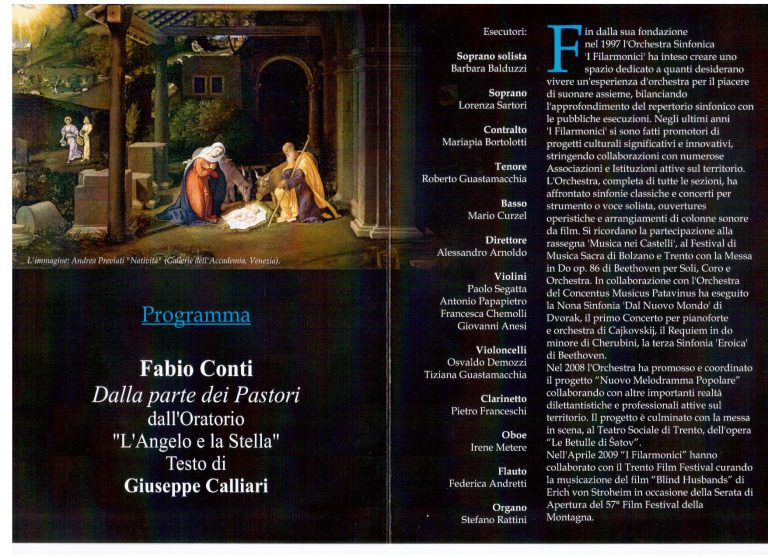 L'immagine: Andrea Previati "Natività" (Galerie dell'Accademia, Venezia).
Programma
Fabio Conti
Dalla parte dei Pastori
dall'Oratorio
"L'Angelo e la Stella"
Testo di
Giuseppe Calliari
Esecutori:
Soprano solista
Barbara Balduzzi
Soprano
Lorenza Sartori
Contralto
Mariapia Bortolotti
Tenore
Roberto Guastamacchia
Basso
Mario Curzel
Direttore
Alessandro Arnoldo
Violini
Paolo Segatta
Antonio Papapietro
Francesca Chemolli
Giovanni Anesi
Violoncelli
Osvaldo Demozzi
Tiziana Guastamacchia
Clarinetto
Pietro Franceschi
Oboe
Irene Metere
Flauto
Federica Andretti
Organo
Stefano Rattini
Fin dalla sua fondazione
nel 1997 l'Orchestra Sinfonica
'I Filarmonici' ha inteso creare uno
spazio dedicato a quanti desiderano
vivere un'esperienza d'orchestra per il piacere
di suonare assieme, bilanciando
l'approfondimento del repertorio sinfonico con
le pubbliche esecuzioni. Negli ultimi anni
'I Filarmonici' si sono fatti promotori di
progetti culturali significativi e innovativi,
stringendo collaborazioni con numerose
Associazioni e Istituzioni attive sul territorio.
L'Orchestra, completa di tutte le sezioni, ha
affrontato sinfonie classiche e concerti per
strumento o voce solista, ouvertures
operistiche e arrangiamenti di colonne sonore
da film. Si ricordano la partecipazione alla
rassegna 'Musica nei Castelli', al Festival di
Musica Sacra di Bolzano e Trento con la Messa
in Do op. 86 di Beethoven per Soli, Coro e
Orchestra. In collaborazione con l'Orchestra
del Concentus Musicus Patavinus ha eseguito
la Nona Sinfonia 'Dal Nuovo Mondo' di
Dvorak, il primo Concerto per pianoforte
e orchestra di Cajkovskij, il Requiem in do
minore di Cherubini, la terza Sinfonia 'Eroica'
di Beethoven.
Nel 2008 l'Orchestra ha promosso e coordinato
il progetto "Nuovo Melodramma Popolare"
collaborando con altre importanti realtà
dilettantistiche e professionali attive sul
territorio. Il progetto è culminato con la messa
in scena, al Teatro Sociale di Trento, dell'opera
"Le Betulle di Šatov".
Nell'Aprile 2009 "I Filarmonici" hanno
collaborato con il Trento Film Festival curando
la musicazione del film "Blind Husbands" di
Erich von Stroheim in occasione della Serata di
Apertura del 57° Film Festival della
Montagna.